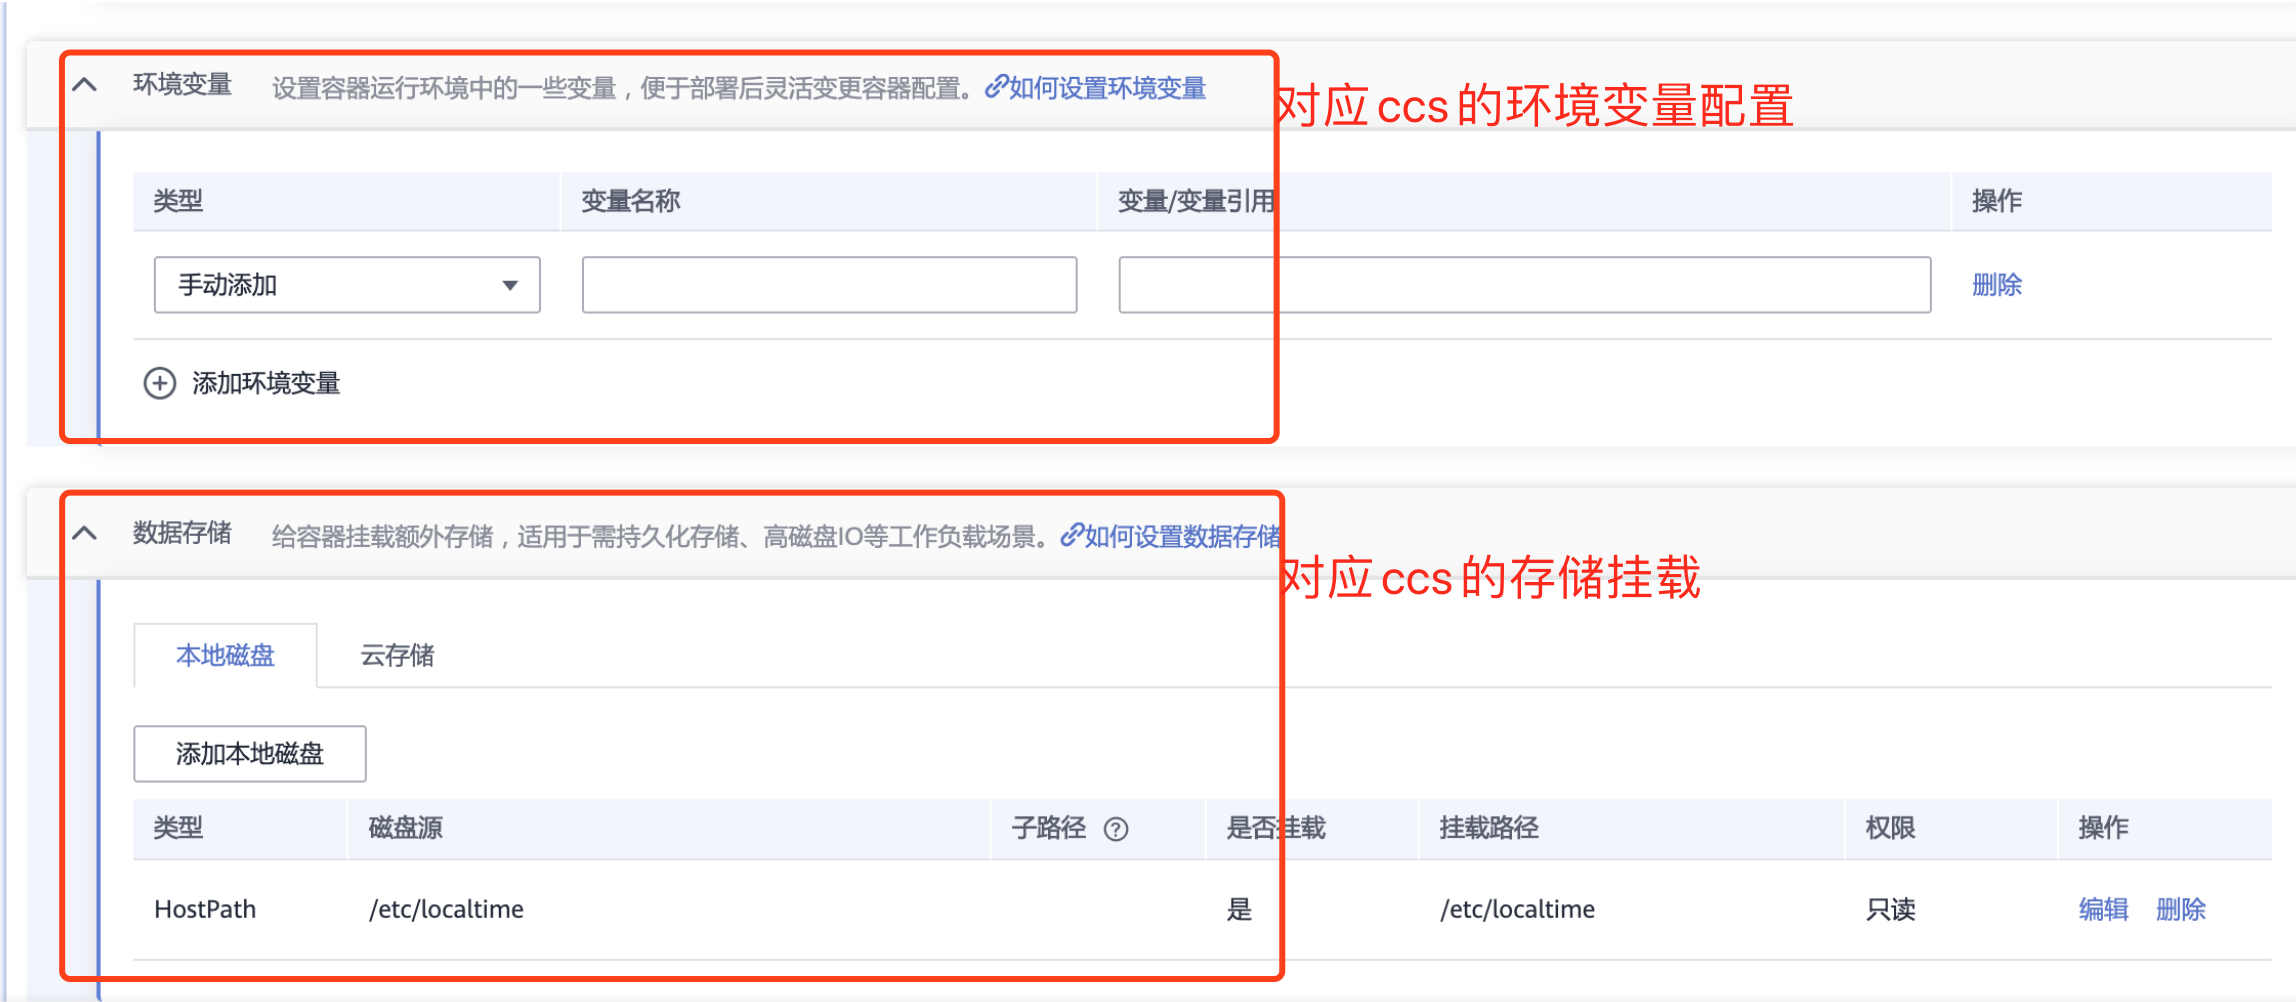 环境变量 设置容器运行环境中的一些变量，便于部署后灵活变更容器配置。如何设置环境变量
对应ccs的环境变量配置
类型 变量名称 变量/变量引用 操作
手动添加 删除
添加环境变量
数据存储 给容器挂载额外存储，适用于需持久化存储、高磁盘IO等工作负载场景。如何设置数据存储
对应ccs的存储挂载
本地磁盘 云存储
添加本地磁盘
类型 磁盘源 子路径 ? 是否挂载 挂载路径 权限 操作
HostPath /etc/localtime 是 /etc/localtime 只读 编辑 删除